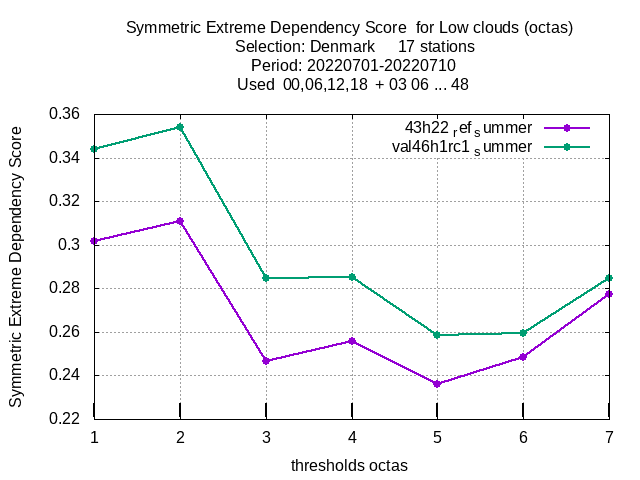 Symmetric Extreme Dependency Score  for Low clouds (octas)
Selection: Denmark     17 stations
Period: 20220701-20220710
Used  00,06,12,18  + 03 06 ... 48
43h22 ref summer
val46h1rc1 summer
Symmetric Extreme Dependency Score
0.36
0.34
0.32
0.3
0.28
0.26
0.24
0.22
1 2 3 4 5 6 7
thresholds octas